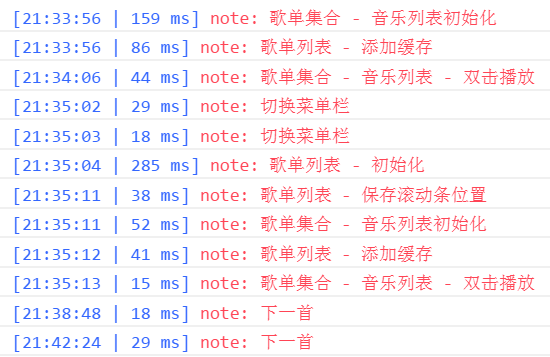 [21:33:56 | 159 ms] note: 歌单集合 - 音乐列表初始化
[21:33:56 | 86 ms] note: 歌单列表 - 添加缓存
[21:34:06 | 44 ms] note: 歌单集合 - 音乐列表 - 双击播放
[21:35:02 | 29 ms] note: 切换菜单栏
[21:35:03 | 18 ms] note: 切换菜单栏
[21:35:04 | 285 ms] note: 歌单列表 - 初始化
[21:35:11 | 38 ms] note: 歌单列表 - 保存滚动条位置
[21:35:11 | 52 ms] note: 歌单集合 - 音乐列表初始化
[21:35:12 | 41 ms] note: 歌单列表 - 添加缓存
[21:35:13 | 15 ms] note: 歌单集合 - 音乐列表 - 双击播放
[21:38:48 | 18 ms] note: 下一首
[21:42:24 | 29 ms] note: 下一首